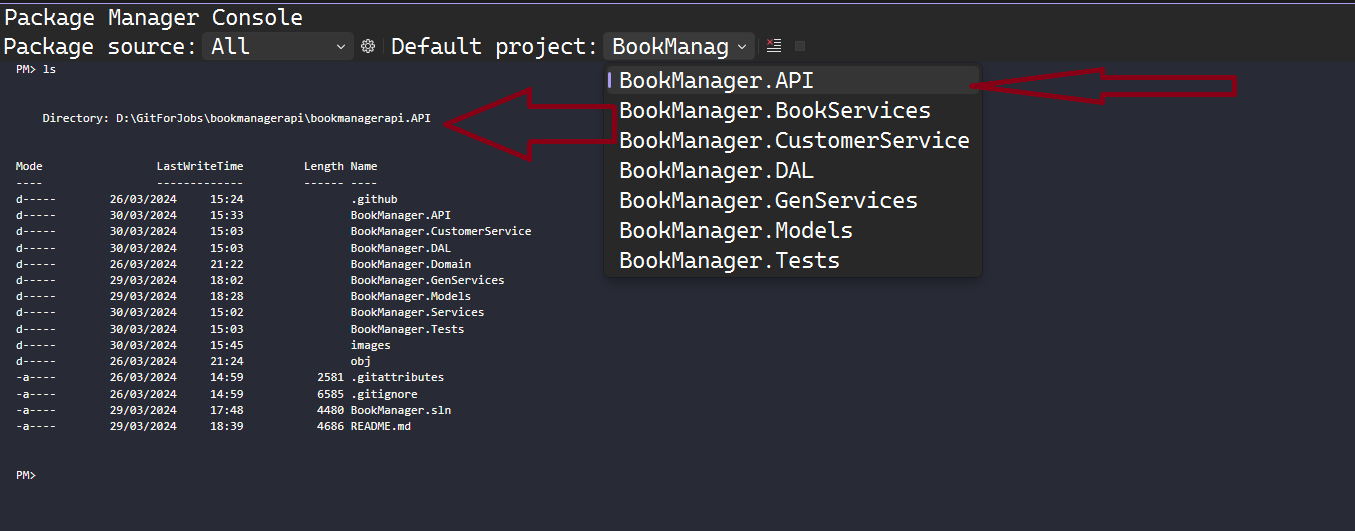 Package Manager Console
Package source: All Default project: BookManag
PM> ls
BookManager.API
BookManager.BookServices
BookManager.CustomerService
BookManager.DAL
BookManager.GenServices
BookManager.Models
BookManager.Tests
Directory: D:\GitForJobs\bookmanagerapi\bookmanagerapi.API
Mode LastWriteTime Length Name
---- ------------- ------ ----
d----- 26/03/2024 15:24 .github
d----- 30/03/2024 15:33 BookManager.API
d----- 30/03/2024 15:03 BookManager.CustomerService
d----- 30/03/2024 15:03 BookManager.DAL
d----- 26/03/2024 21:22 BookManager.Domain
d----- 29/03/2024 18:02 BookManager.GenServices
d----- 29/03/2024 18:28 BookManager.Models
d----- 30/03/2024 15:02 BookManager.Services
d----- 30/03/2024 15:03 BookManager.Tests
d----- 30/03/2024 15:45 images
d----- 26/03/2024 21:24 obj
-a---- 26/03/2024 14:59 2581 .gitattributes
-a---- 26/03/2024 14:59 6585 .gitignore
-a---- 29/03/2024 17:48 4480 BookManager.sln
-a---- 29/03/2024 18:39 4686 README.md
PM>